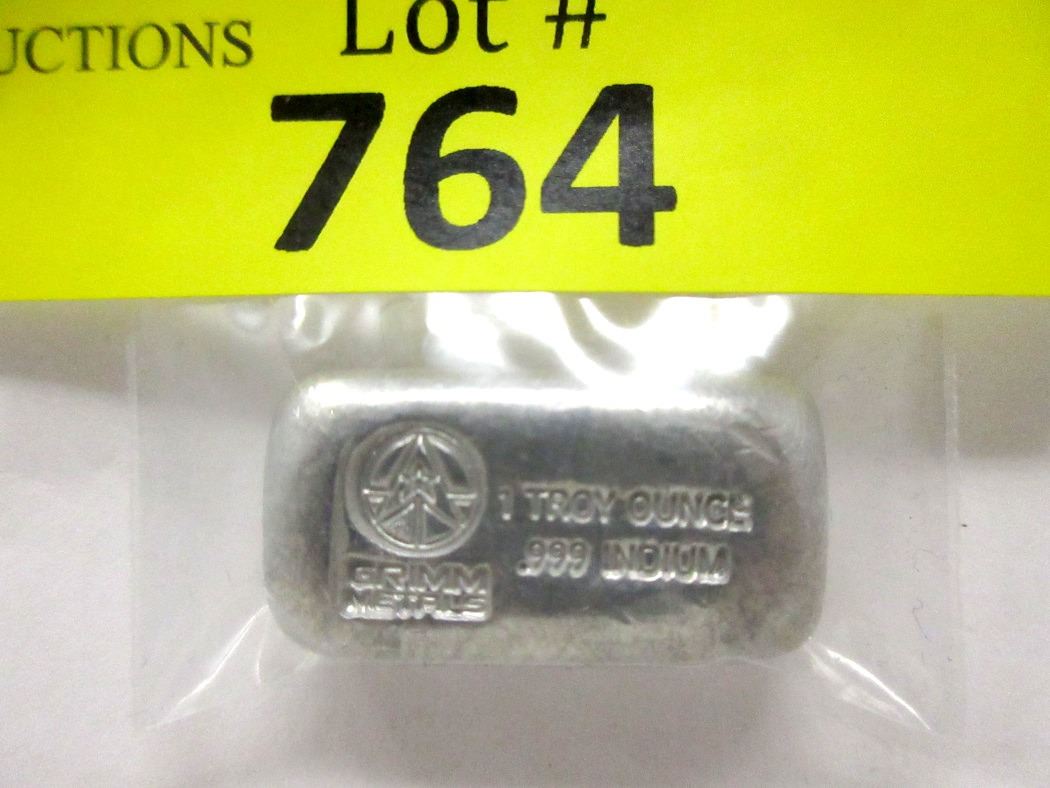 UCTIONS Lot #
764
1 TROY OUNCE
.999 INDIUM
GRIMM
METALS